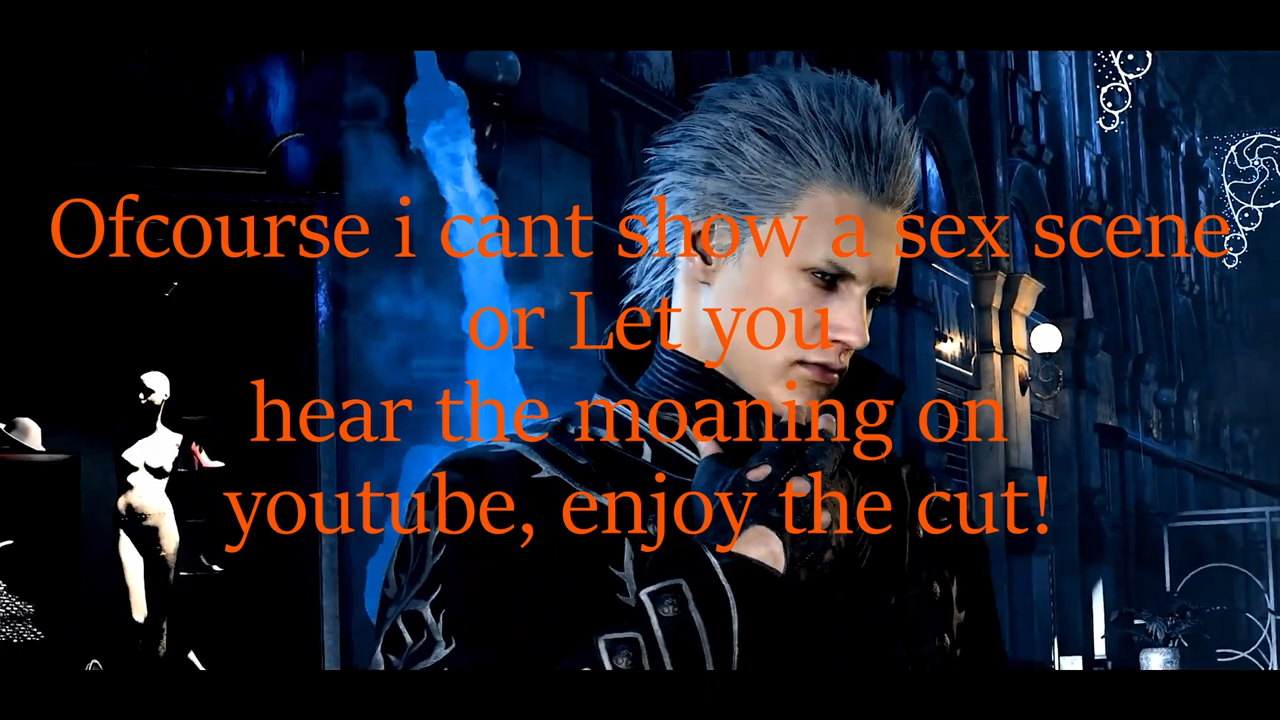 Ofcourse i cant show a sex scene
or Let you
hear the moaning on
youtube, enjoy the cut!